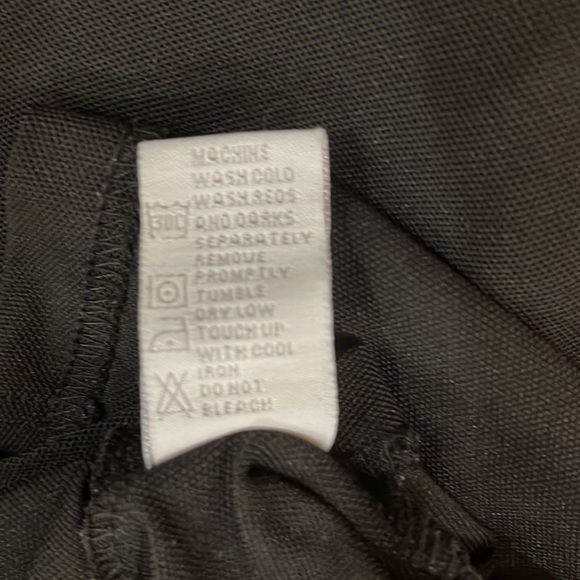 MACHINE
WASH COLD
WASH REDS
AND DARKS
SEPARATELY
REMOVE
PROMPTLY
TUMBLE
DRY LOW
TOUCH UP
WITH COOL
IRON
DO NOT
BLEACH
30C